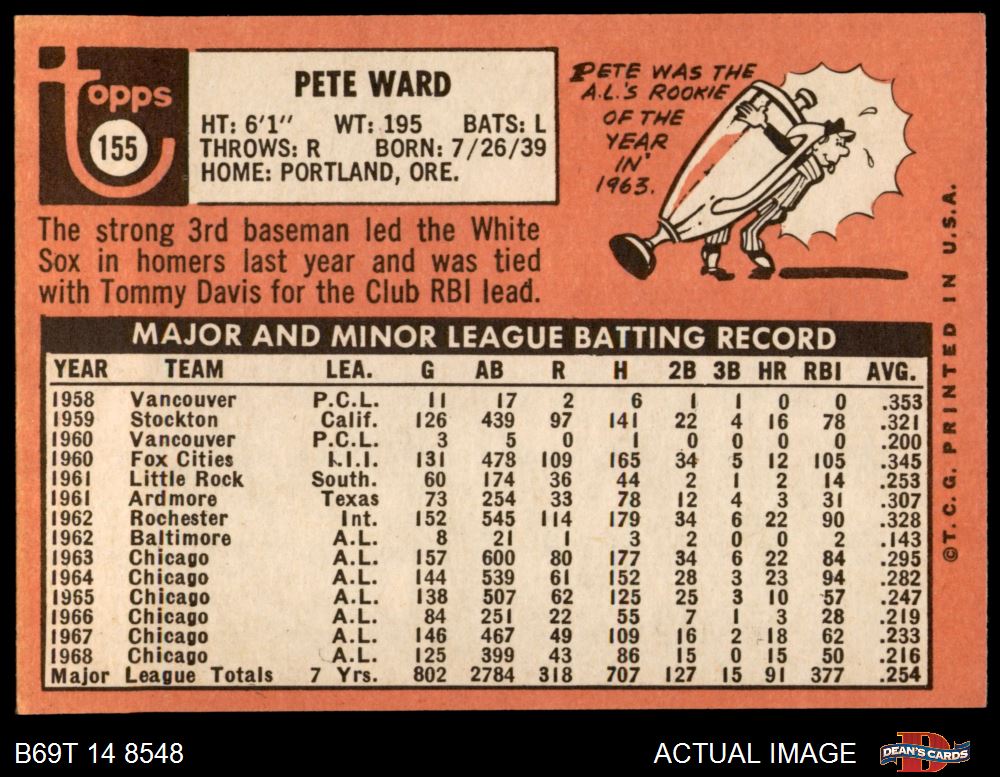 topps
155
PETE WARD
HT: 6'1" WT: 195 BATS: L
THROWS: R BORN: 7/26/39
HOME: PORTLAND, ORE.
PETE WAS THE
A.L.'S ROOKIE
OF THE
YEAR
IN
1963.
The strong 3rd baseman led the White
Sox in homers last year and was tied
with Tommy Davis for the Club RBI lead.
MAJOR AND MINOR LEAGUE BATTING RECORD
YEAR TEAM LEA. G AB R H 2B 3B HR RBI AVG.
1958 Vancouver P.C.L. 11 17 2 6 1 1 0 0 .353
1959 Stockton Calif. 126 439 97 141 22 4 16 78 .321
1960 Vancouver P.C.L. 3 5 0 1 0 0 0 0 .200
1960 Fox Cities I.I.I. 131 478 109 165 34 5 12 105 .345
1961 Little Rock South. 60 174 36 44 2 1 2 14 .253
1961 Ardmore Texas 73 254 33 78 12 4 3 31 .307
1962 Rochester Int. 152 545 114 179 34 6 22 90 .328
1962 Baltimore A.L. 8 21 1 3 2 0 0 2 .143
1963 Chicago A.L. 157 600 80 177 34 6 22 84 .295
1964 Chicago A.L. 144 539 61 152 28 3 23 94 .282
1965 Chicago A.L. 138 507 62 125 25 3 10 57 .247
1966 Chicago A.L. 84 251 22 55 7 1 3 28 .219
1967 Chicago A.L. 146 467 49 109 16 2 18 62 .233
1968 Chicago A.L. 125 399 43 86 15 0 15 50 .216
Major League Totals 7 Yrs. 802 2784 318 707 127 15 91 377 .254
©T.C.G. PRINTED IN U.S.A.
B69T 14 8548
ACTUAL IMAGE
DEAN'S CARDS